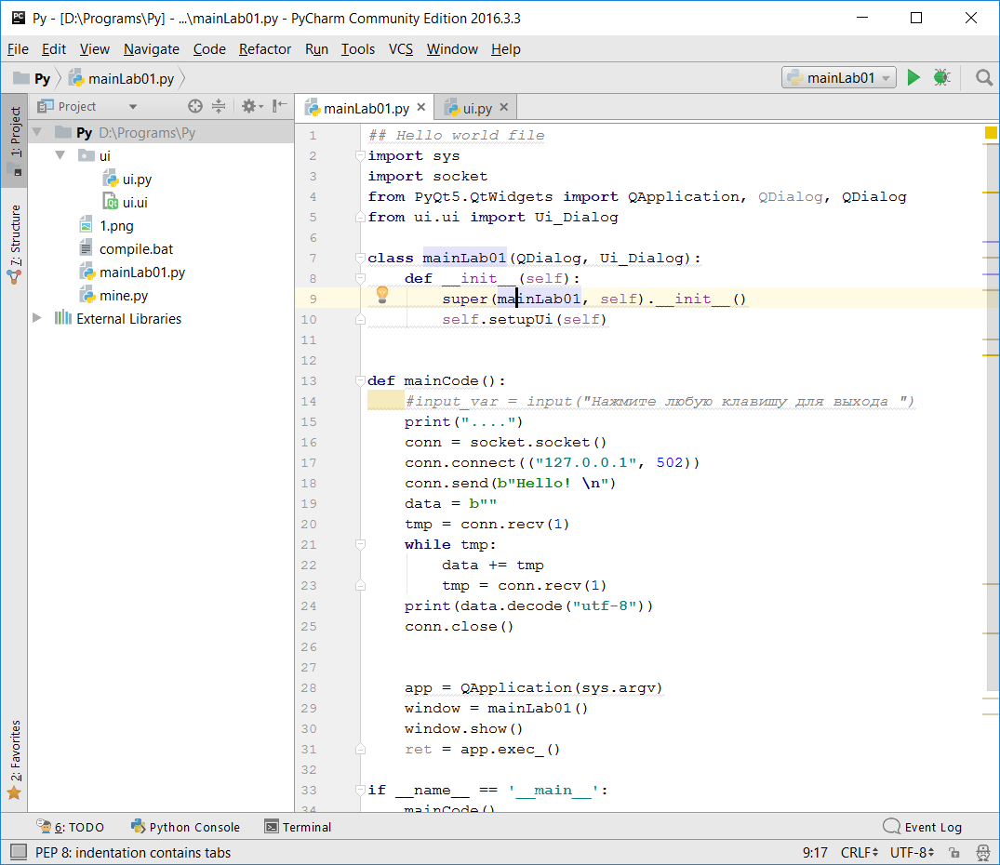 Py - [D:\Programs\Py] - ...\mainLab01.py - PyCharm Community Edition 2016.3.3
File Edit View Navigate Code Refactor Run Tools VCS Window Help
Py mainLab01.py mainLab01
1: Project
Z: Structure
2: Favorites
Project
Py D:\Programs\Py
ui
ui.py
ui.ui
1.png
compile.bat
mainLab01.py
mine.py
External Libraries
mainLab01.py ui.py
1 ## Hello world file
2 import sys
3 import socket
4 from PyQt5.QtWidgets import QApplication, QDialog, QDialog
5 from ui.ui import Ui_Dialog
6
7 class mainLab01(QDialog, Ui_Dialog):
8 def __init__(self):
9 super(mainLab01, self).__init__()
10 self.setupUi(self)
11
12
13 def mainCode():
14 #input_var = input("Нажмите любую клавишу для выхода ")
15 print("....")
16 conn = socket.socket()
17 conn.connect(("127.0.0.1", 502))
18 conn.send(b"Hello! \n")
19 data = b""
20 tmp = conn.recv(1)
21 while tmp:
22 data += tmp
23 tmp = conn.recv(1)
24 print(data.decode("utf-8"))
25 conn.close()
26
27
28 app = QApplication(sys.argv)
29 window = mainLab01()
30 window.show()
31 ret = app.exec_()
32
33 if __name__ == '__main__':
34 mainCode()
6: TODO Python Console Terminal Event Log
PEP 8: indentation contains tabs 9:17 CRLF UTF-8